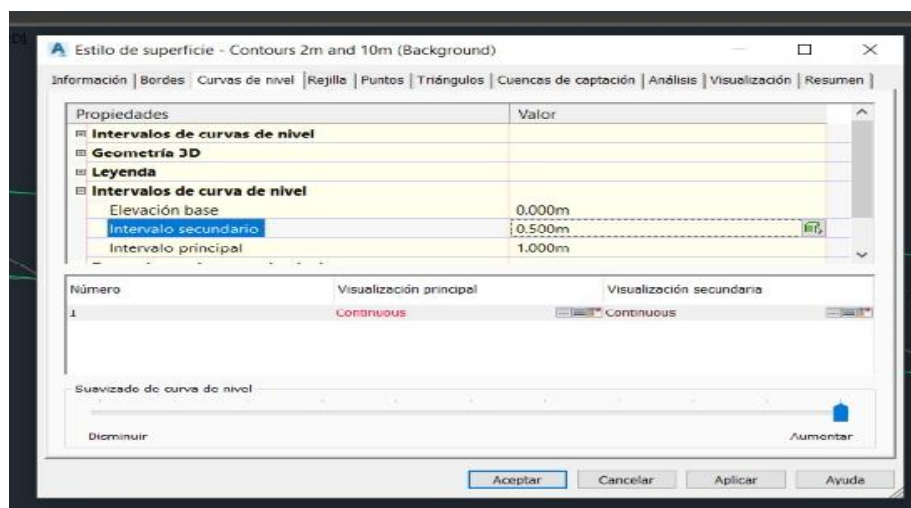 Estilo de superficie - Contours 2m and 10m (Background)
Información | Bordes | Curvas de nivel | Rejilla | Puntos | Triángulos | Cuencas de captación | Análisis | Visualización | Resumen
Propiedades Valor
Intervalos de curvas de nivel
Geometría 3D
Leyenda
Intervalos de curva de nivel
Elevación base 0.000m
Intervalo secundario 0.500m
Intervalo principal 1.000m
Número Visualización principal Visualización secundaria
1 Continuous Continuous
Suavizado de curva de nivel
Disminuir Aumentar
Aceptar Cancelar Aplicar Ayuda